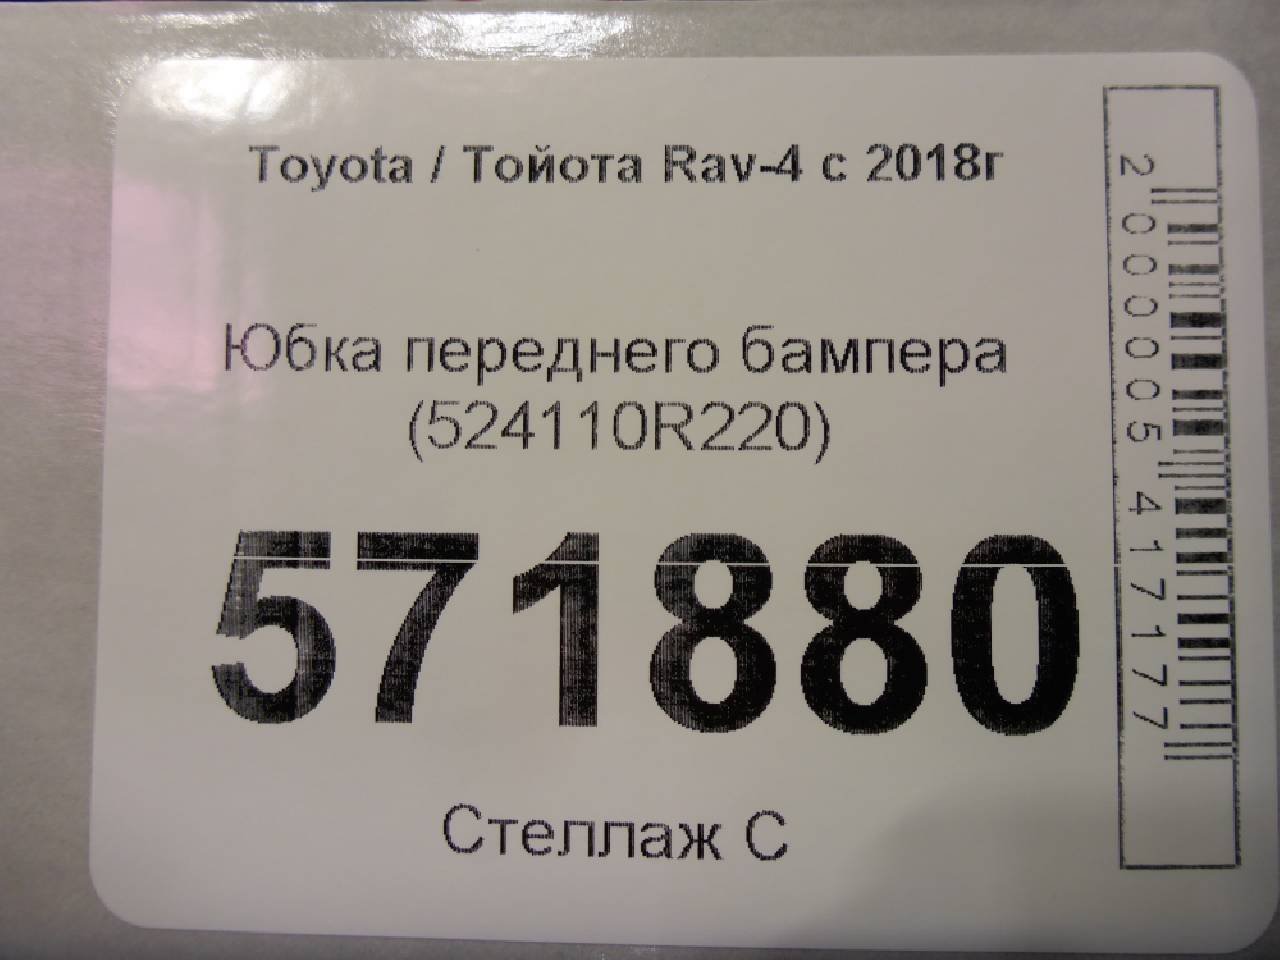 Toyota / Тойота Rav-4 с 2018г
Юбка переднего бампера
(524110R220)
571880
Стеллаж С
2000005417177